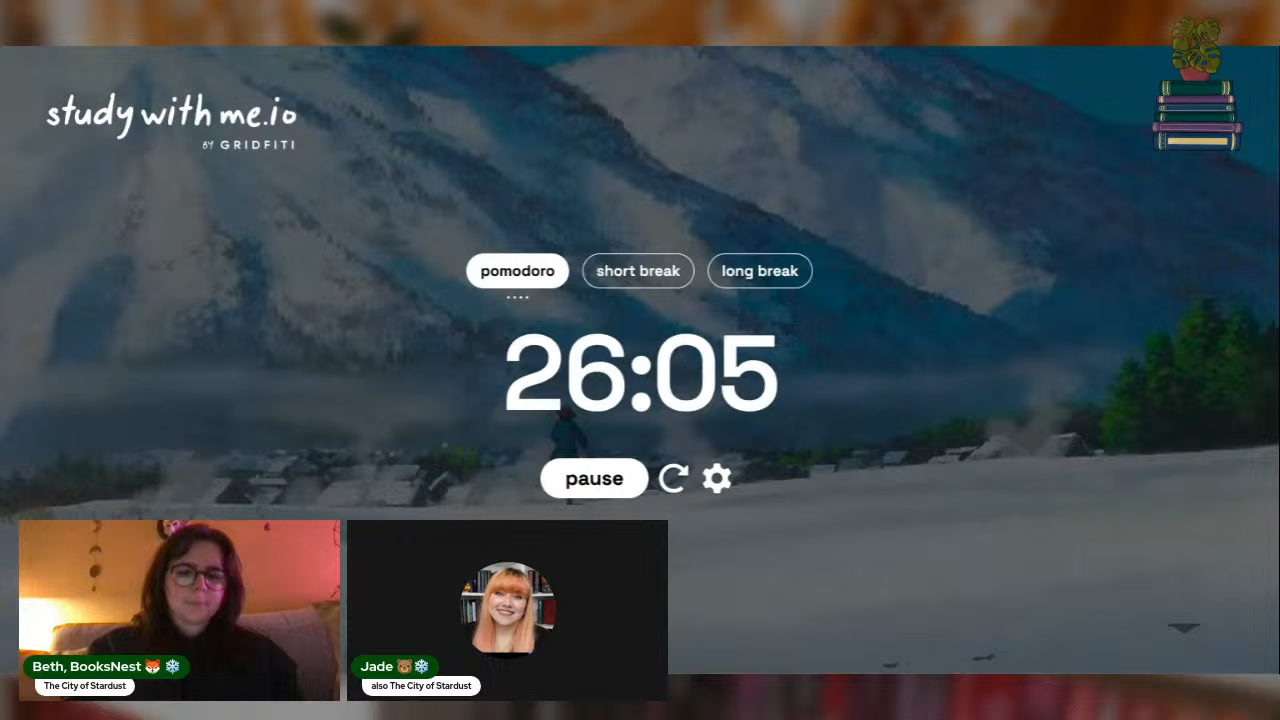 study with me.io
BY GRIDFITI
pomodoro
short break
long break
26:05
pause
Beth, BooksNest 🦊 ❄️
The City of Stardust
Jade 🐻❄️
also The City of Stardust